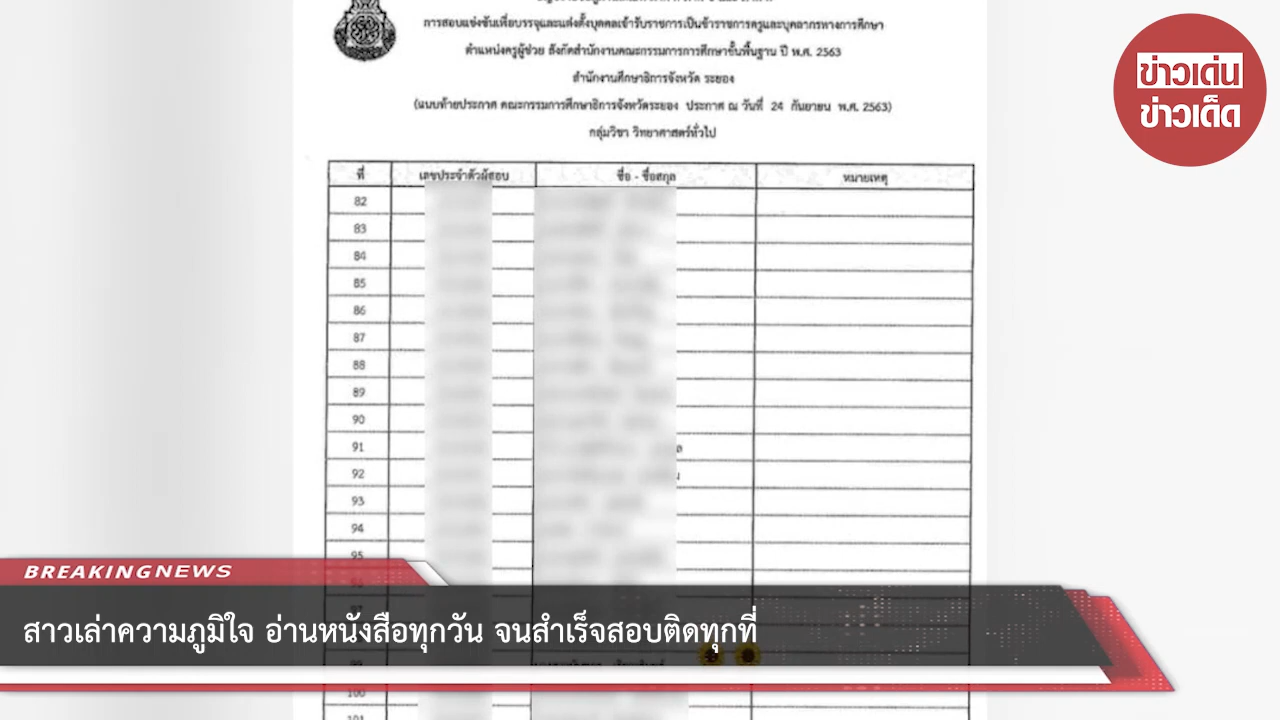 การสอบแข่งขันเพื่อบรรจุและแต่งตั้งบุคคลเข้ารับราชการเป็นข้าราชการครูและบุคลากรทางการศึกษา
ตำแหน่งครูผู้ช่วย สังกัดสำนักงานคณะกรรมการการศึกษาขั้นพื้นฐาน ปี พ.ศ. 2563
สำนักงานศึกษาธิการจังหวัด ระยอง
(แนบท้ายประกาศ คณะกรรมการศึกษาธิการจังหวัดระยอง ประกาศ ณ วันที่ 24 กันยายน พ.ศ. 2563)
กลุ่มวิชา วิทยาศาสตร์ทั่วไป
ข่าวเด่น
ข่าวเด็ด
ที่ เลขประจำตัวผู้สอบ ชื่อ - ชื่อสกุล หมายเหตุ
82
83
84
85
86
87
88
89
90
91
92
93
94
95
BREAKING NEWS
สาวเล่าความภูมิใจ อ่านหนังสือทุกวัน จนสำเร็จสอบติดทุกที่
100
101